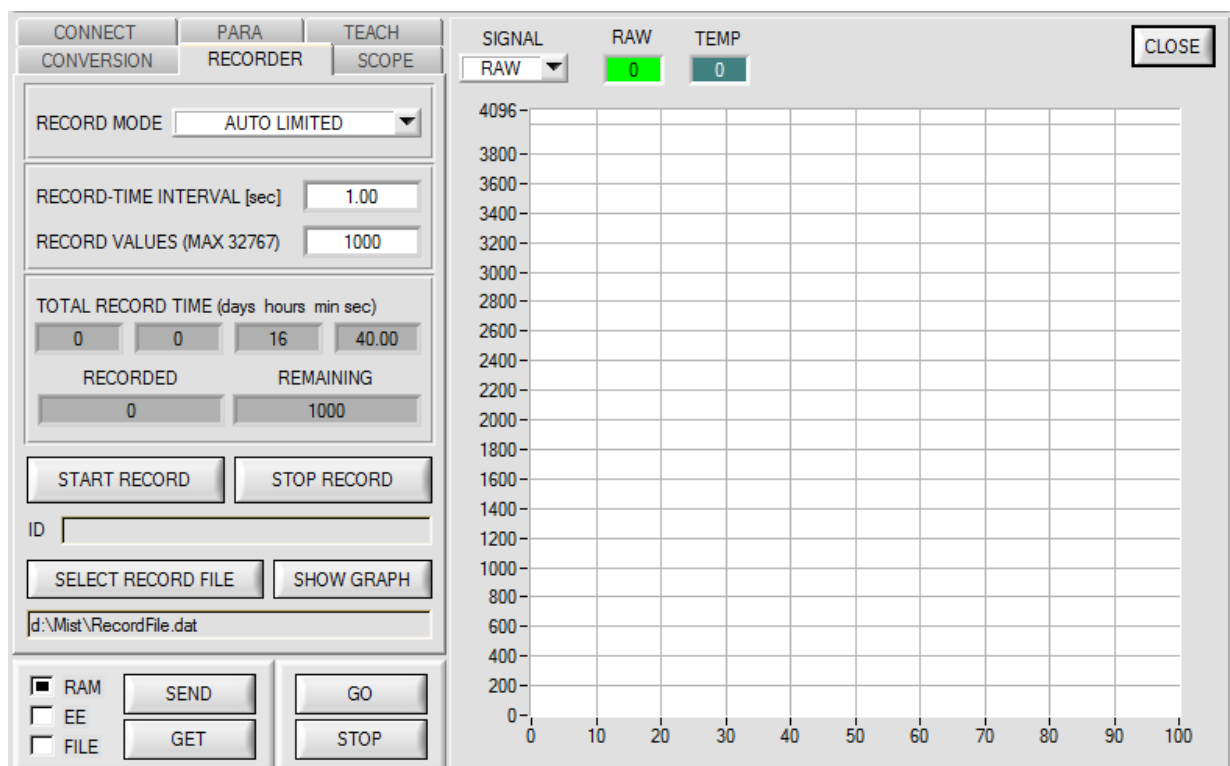 CONNECT PARA TEACH
CONVERSION RECORDER SCOPE
RECORD MODE AUTO LIMITED
RECORD-TIME INTERVAL [sec] 1.00
RECORD VALUES (MAX 32767) 1000
TOTAL RECORD TIME (days hours min sec)
0 0 16 40.00
RECORDED REMAINING
0 1000
START RECORD STOP RECORD
ID
SELECT RECORD FILE SHOW GRAPH
d:\Mist\RecordFile.dat
RAM SEND GO
EE
FILE GET STOP
SIGNAL RAW TEMP
RAW 0 0
CLOSE
4096
3800
3600
3400
3200
3000
2800
2600
2400
2200
2000
1800
1600
1400
1200
1000
800
600
400
200
0
0 10 20 30 40 50 60 70 80 90 100